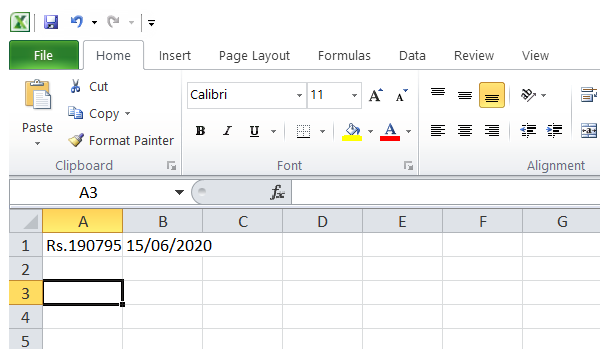 File Home Insert Page Layout Formulas Data Review View
Paste
Cut
Copy
Format Painter
Calibri 11 A A
B I U A
Clipboard Font Alignment
A3 fx
A B C D E F G
1 Rs.190795 15/06/2020
2
3
4
5